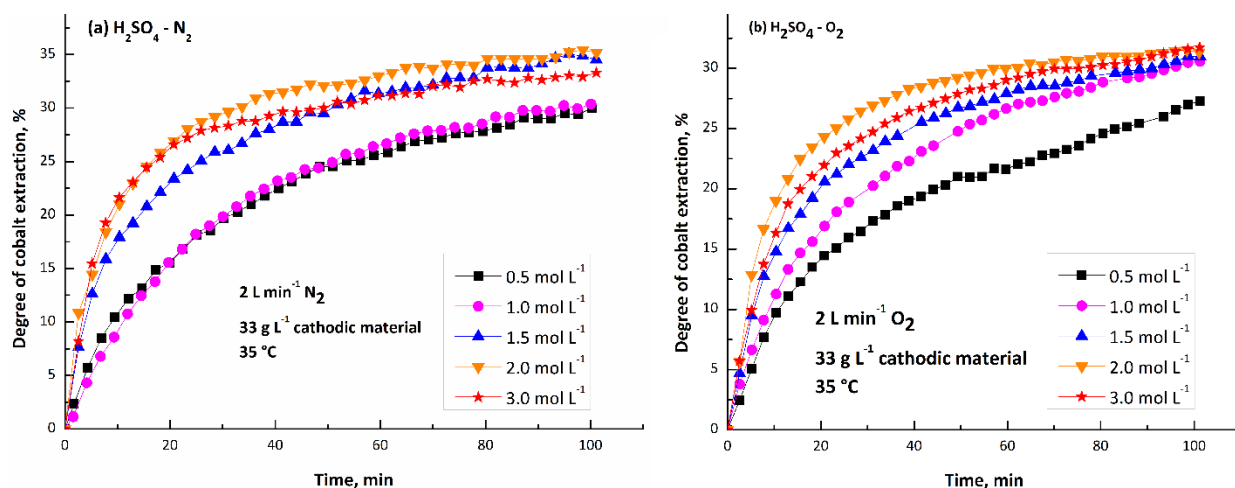 (a) H₂SO₄ - N₂
Degree of cobalt extraction, %
35
30
25
20
15
10
5
0
2 L min⁻¹ N₂
33 g L⁻¹ cathodic material
35 °C
0.5 mol L⁻¹
1.0 mol L⁻¹
1.5 mol L⁻¹
2.0 mol L⁻¹
3.0 mol L⁻¹
0 20 40 60 80 100
Time, min
(b) H₂SO₄ - O₂
Degree of cobalt extraction, %
30
25
20
15
10
5
0
2 L min⁻¹ O₂
33 g L⁻¹ cathodic material
35 °C
0.5 mol L⁻¹
1.0 mol L⁻¹
1.5 mol L⁻¹
2.0 mol L⁻¹
3.0 mol L⁻¹
0 20 40 60 80 100
Time, min